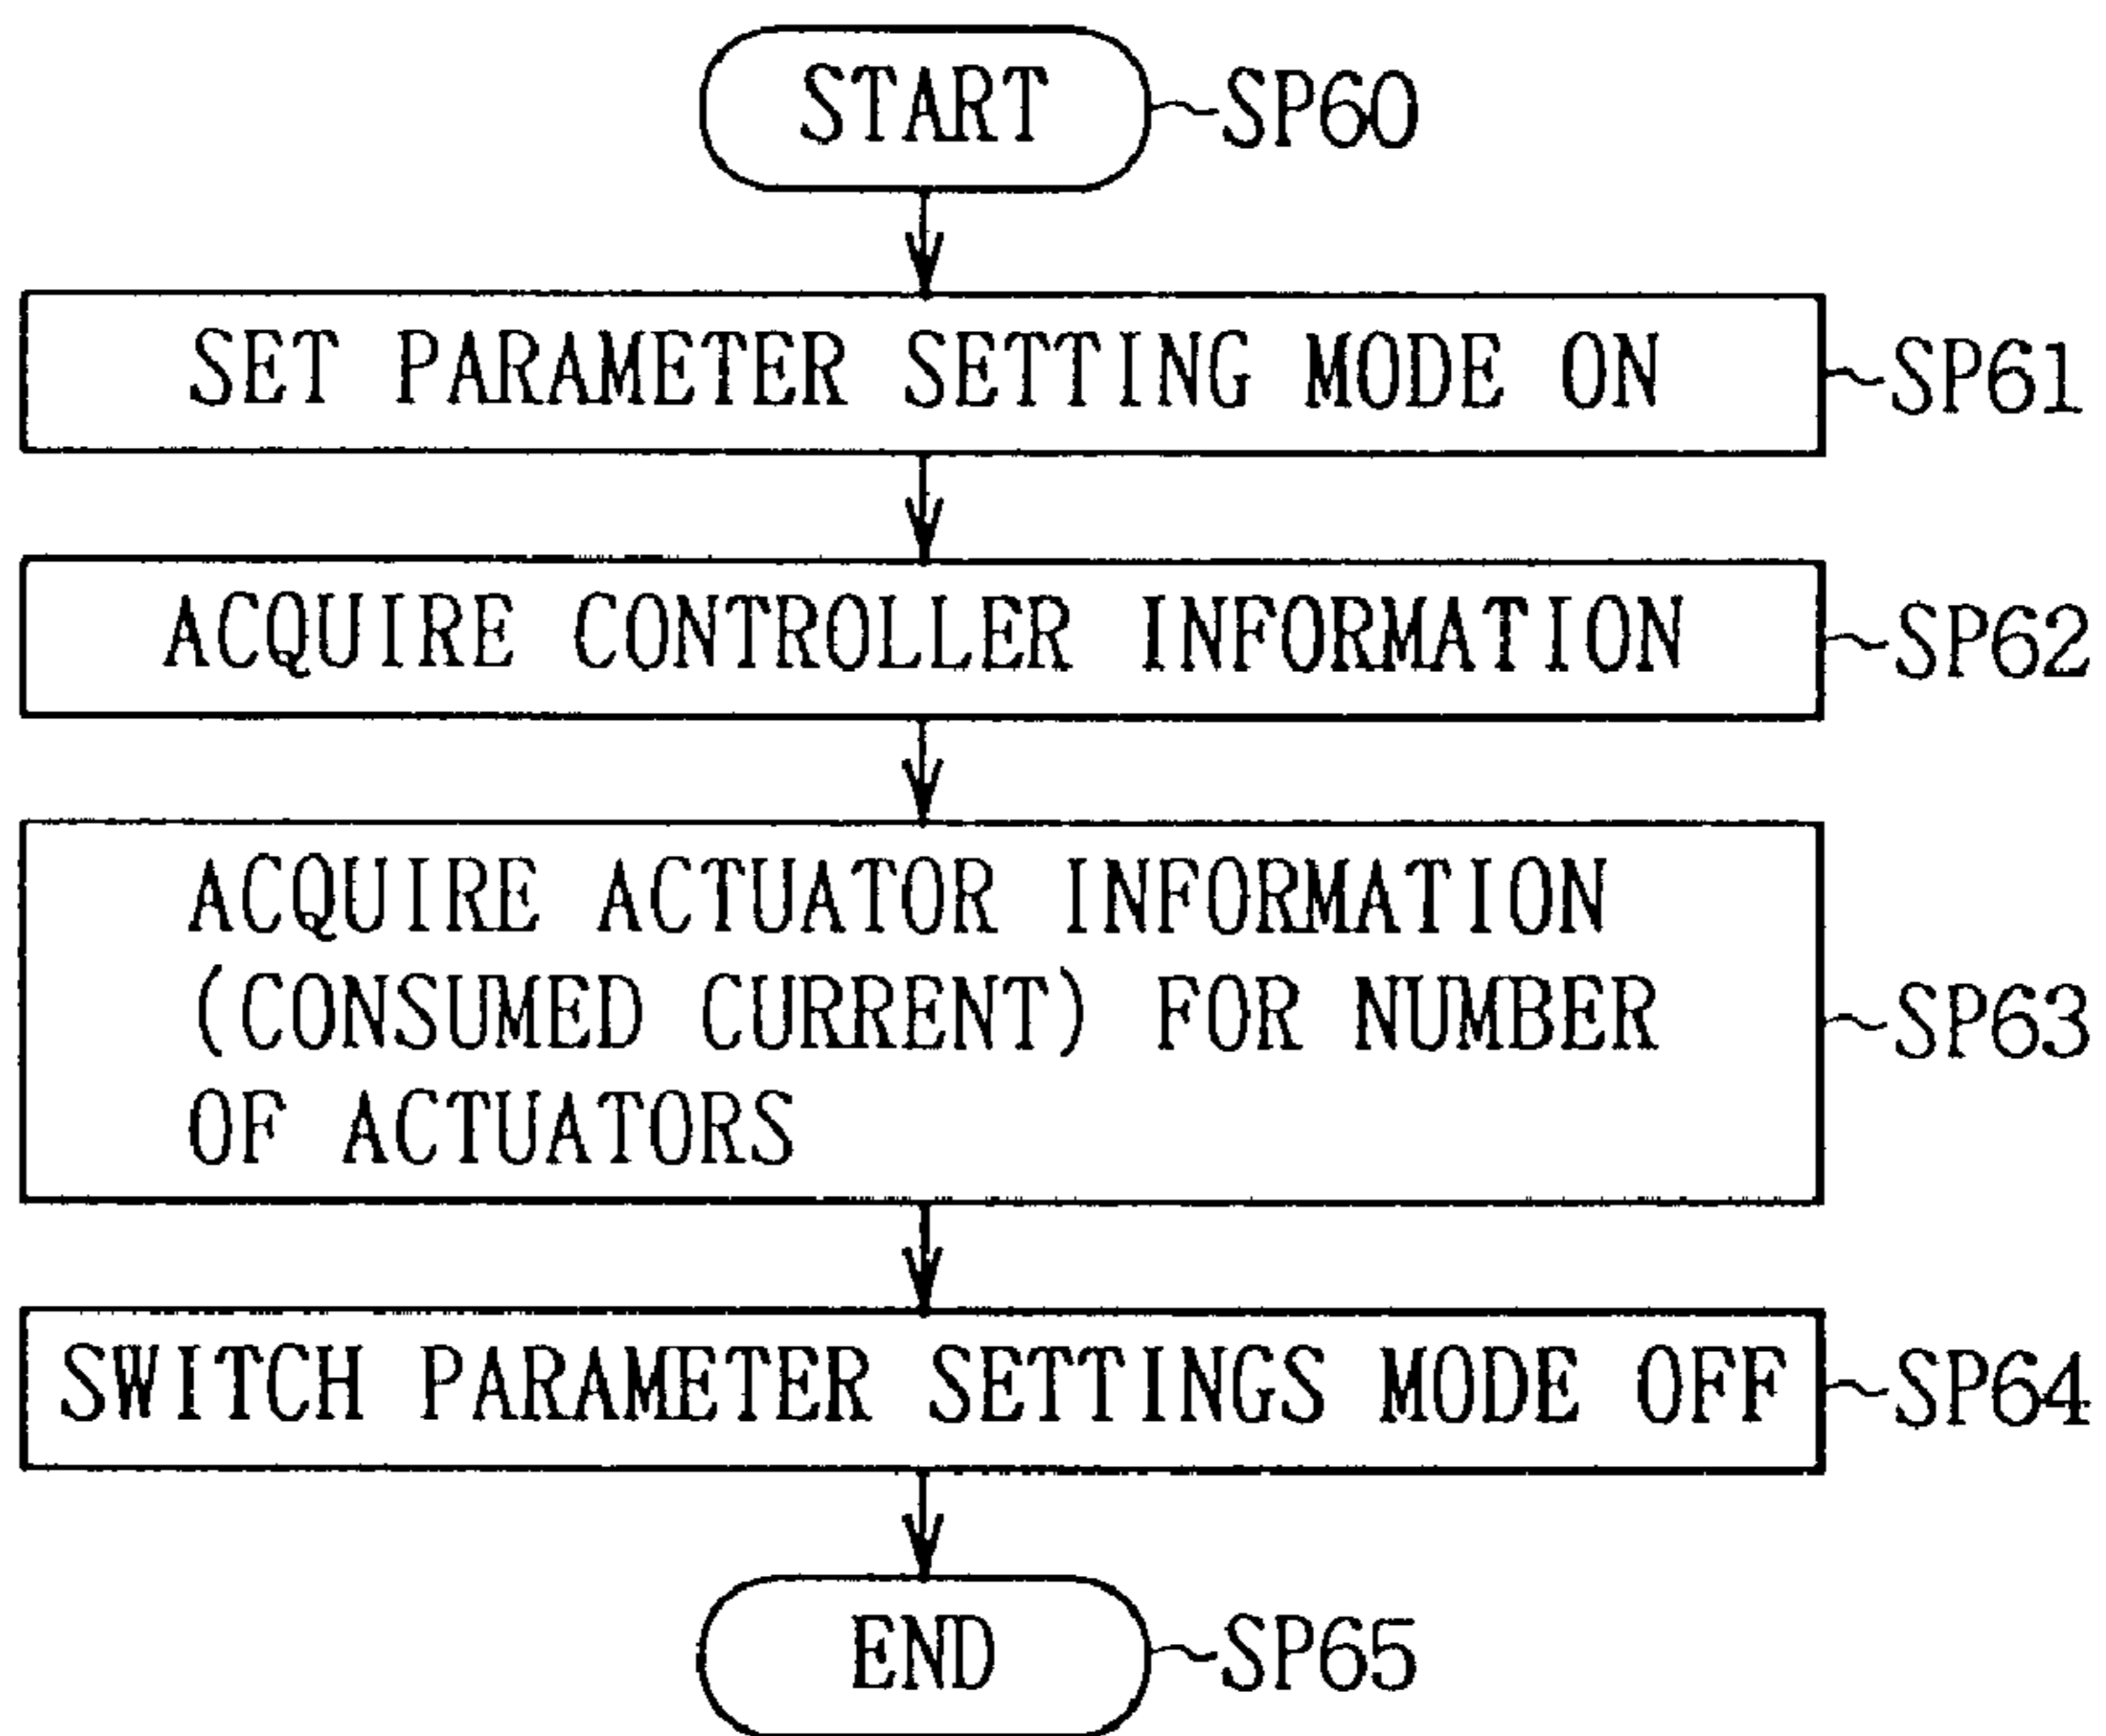 START SP60
SET PARAMETER SETTING MODE ON SP61
ACQUIRE CONTROLLER INFORMATION SP62
ACQUIRE ACTUATOR INFORMATION
(CONSUMED CURRENT) FOR NUMBER
OF ACTUATORS
SP63
SWITCH PARAMETER SETTINGS MODE OFF SP64
END SP65